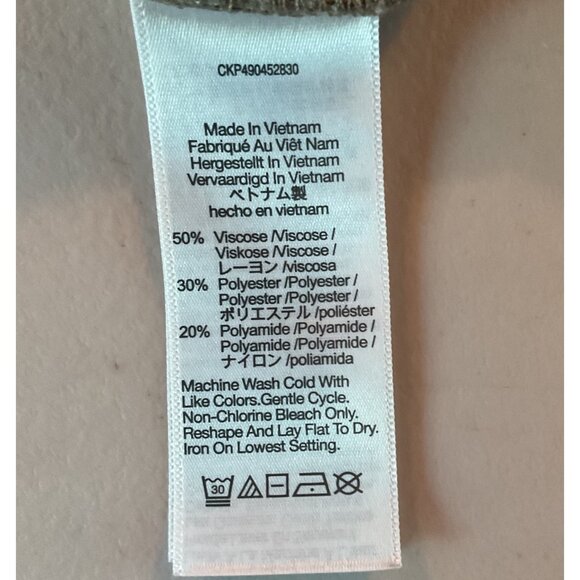 CKP490452830
Made In Vietnam
Fabriqué Au Viêt Nam
Hergestellt In Vietnam
Vervaardigd In Vietnam
ベトナム製
hecho en vietnam
50% Viscose /Viscose /
Viskose /Viscose /
レーヨン /viscosa
30% Polyester /Polyester /
Polyester /Polyester /
ポリエステル /poliéster
20% Polyamide /Polyamide /
Polyamide /Polyamide /
ナイロン /poliamida
Machine Wash Cold With
Like Colors.Gentle Cycle.
Non-Chlorine Bleach Only.
Reshape And Lay Flat To Dry.
Iron On Lowest Setting.
30